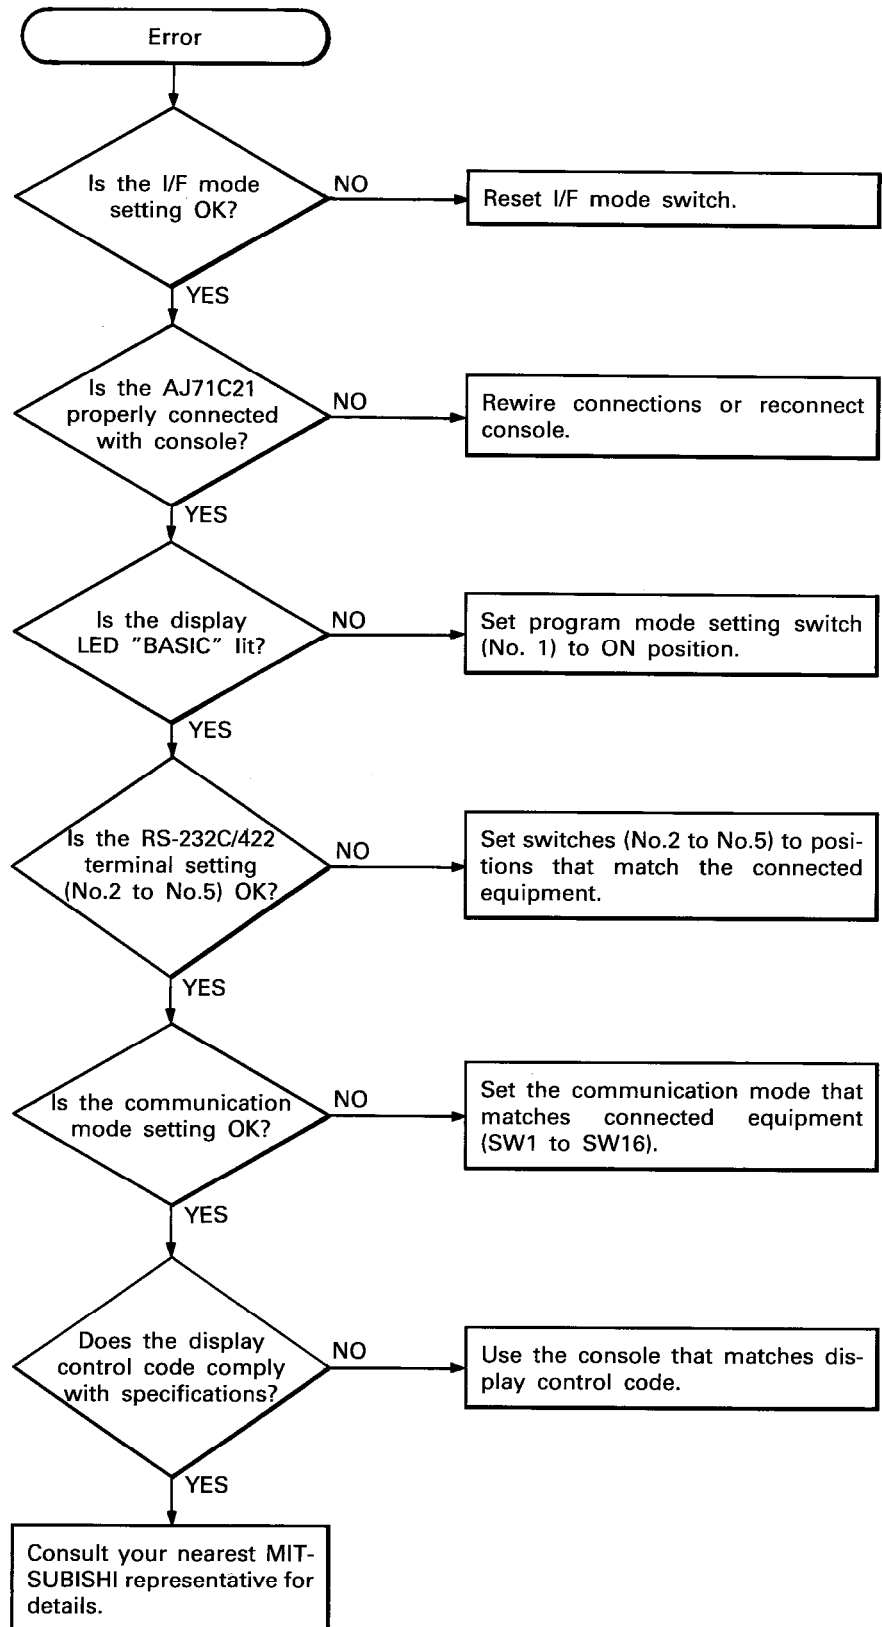 Error
Is the I/F mode
setting OK?
NO
Reset I/F mode switch.
YES
Is the AJ71C21
properly connected
with console?
NO
Rewire connections or reconnect
console.
YES
Is the display
LED "BASIC" lit?
NO
Set program mode setting switch
(No. 1) to ON position.
YES
Is the RS-232C/422
terminal setting
(No.2 to No.5) OK?
NO
Set switches (No.2 to No.5) to posi-
tions that match the connected
equipment.
YES
Is the communication
mode setting OK?
NO
Set the communication mode that
matches connected equipment
(SW1 to SW16).
YES
Does the display
control code comply
with specifications?
NO
Use the console that matches dis-
play control code.
YES
Consult your nearest MIT-
SUBISHI representative for
details.